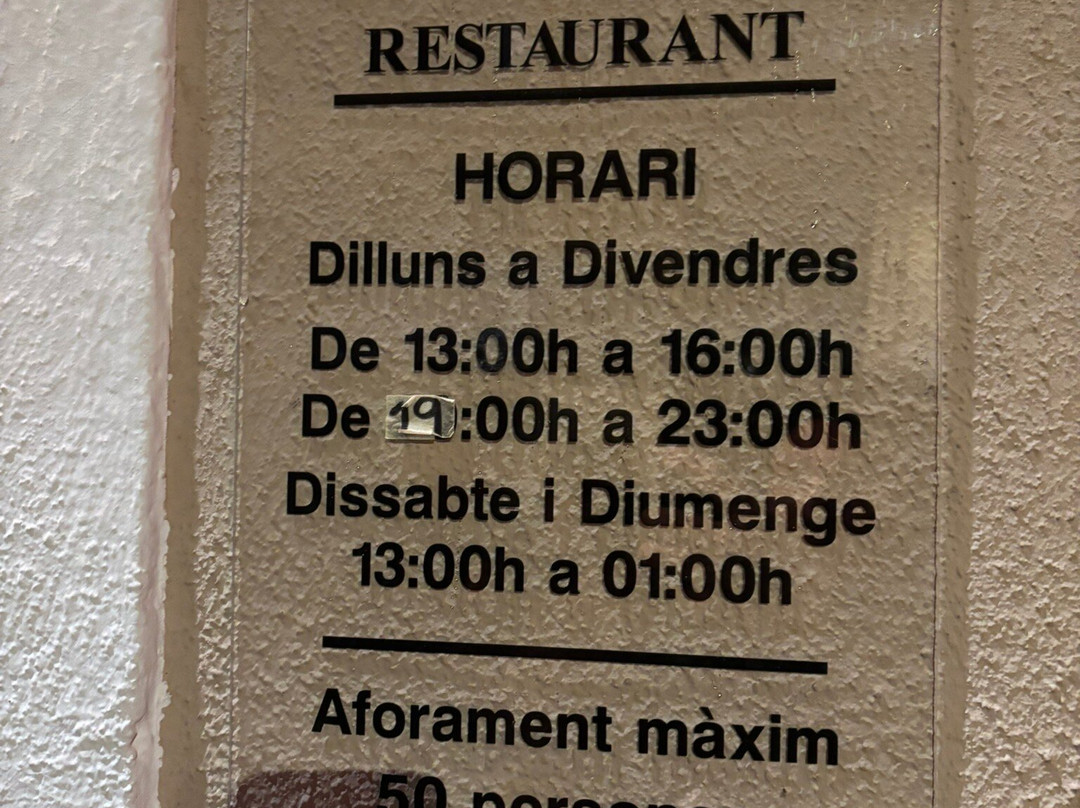 RESTAURANT
HORARI
Dilluns a Divendres
De 13:00h a 16:00h
De 19:00h a 23:00h
Dissabte i Diumenge
13:00h a 01:00h
Aforament màxim
50